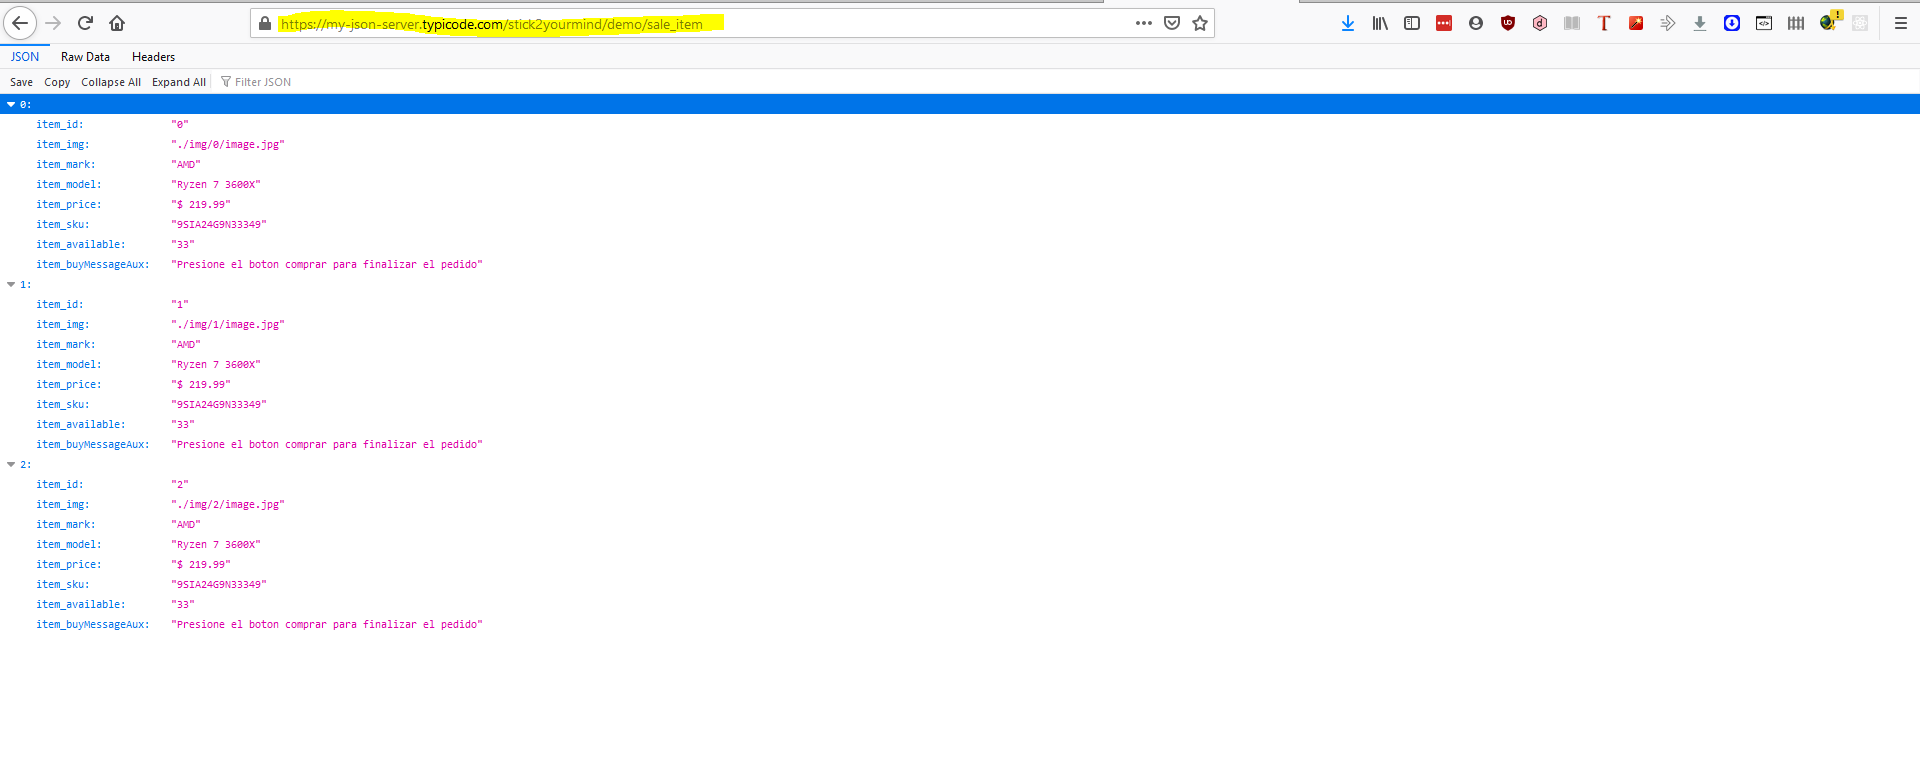 https://my-json-server.typicode.com/stick2yourmind/demo/sale_item
JSON Raw Data Headers
Save Copy Collapse All Expand All Filter JSON
0:
item_id: "0"
item_img: "./img/0/image.jpg"
item_mark: "AMD"
item_model: "Ryzen 7 3600X"
item_price: "$ 219.99"
item_sku: "9SIA24G9N33349"
item_available: "33"
item_buyMessageAux: "Presione el boton comprar para finalizar el pedido"
1:
item_id: "1"
item_img: "./img/1/image.jpg"
item_mark: "AMD"
item_model: "Ryzen 7 3600X"
item_price: "$ 219.99"
item_sku: "9SIA24G9N33349"
item_available: "33"
item_buyMessageAux: "Presione el boton comprar para finalizar el pedido"
2:
item_id: "2"
item_img: "./img/2/image.jpg"
item_mark: "AMD"
item_model: "Ryzen 7 3600X"
item_price: "$ 219.99"
item_sku: "9SIA24G9N33349"
item_available: "33"
item_buyMessageAux: "Presione el boton comprar para finalizar el pedido"